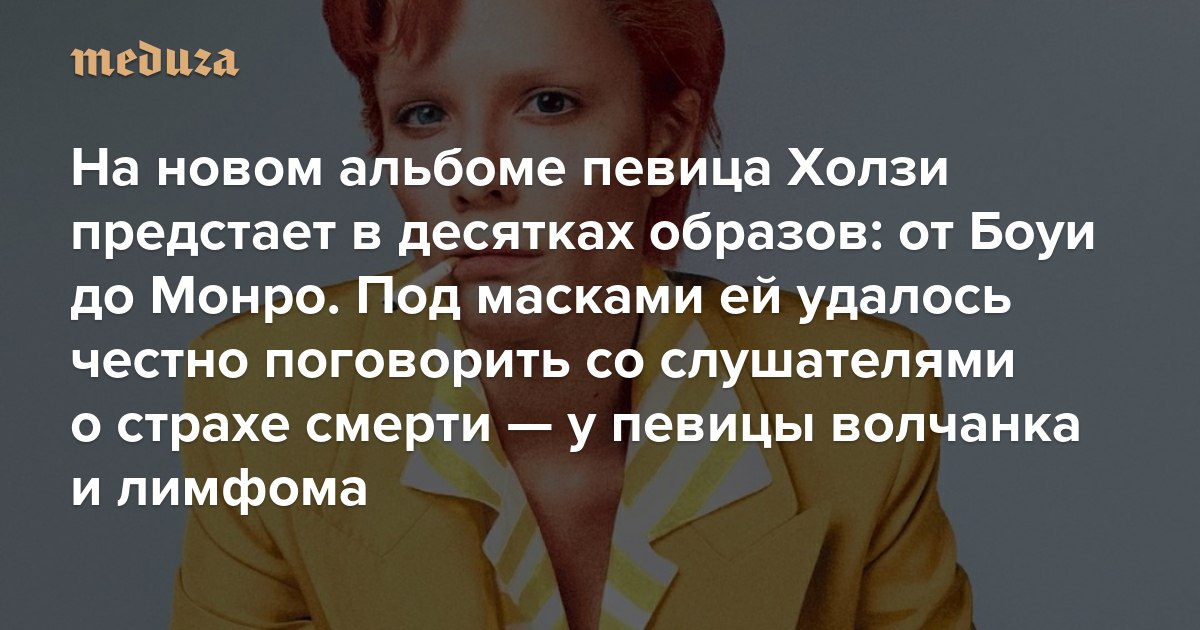 meduza
На новом альбоме певица Холзи
предстает в десятках образов: от Боуи
до Монро. Под масками ей удалось
честно поговорить со слушателями
о страхе смерти — у певицы волчанка
и лимфома